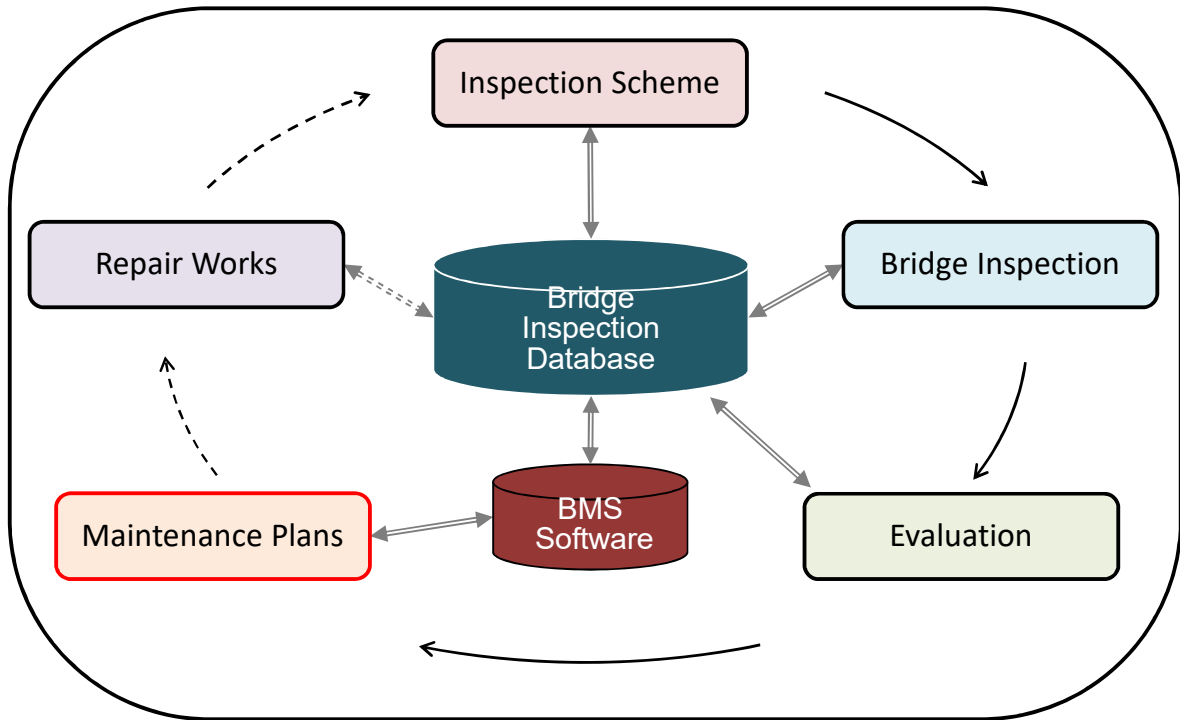 Inspection Scheme
Repair Works
Bridge Inspection
Bridge
Inspection
Database
Maintenance Plans
BMS
Software
Evaluation